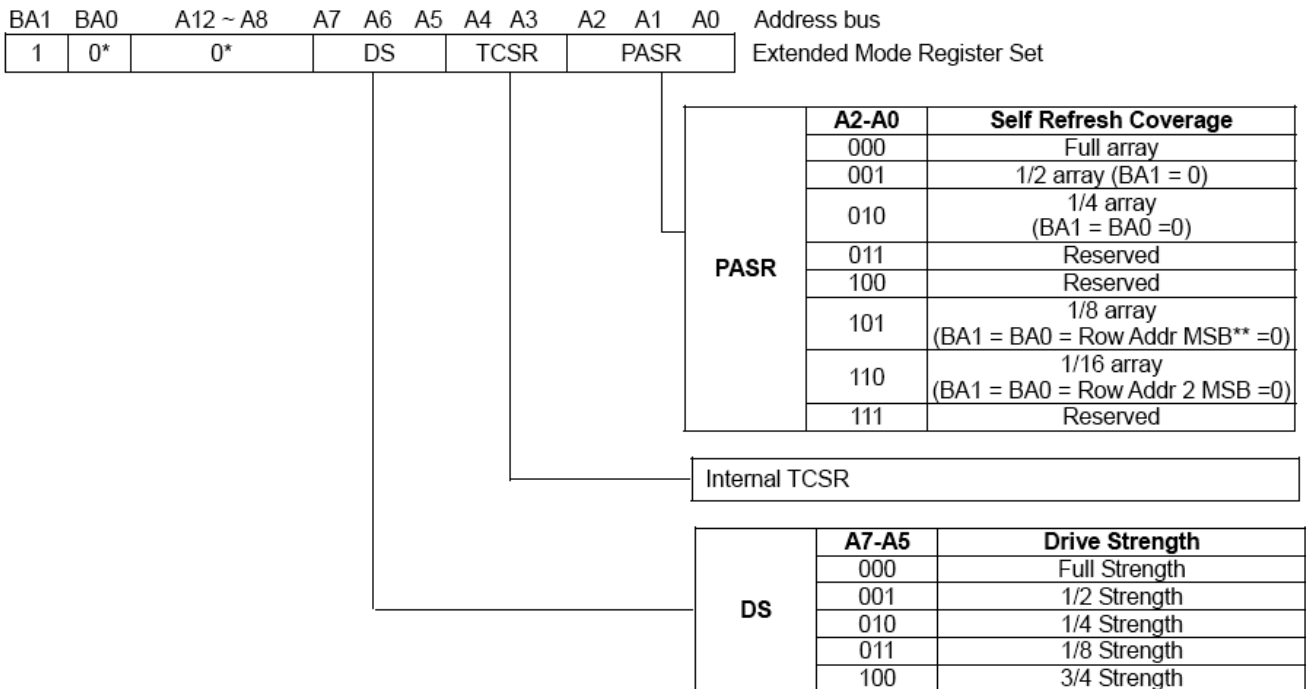 BA1 BA0 A12 ~ A8 A7 A6 A5 A4 A3 A2 A1 A0 Address bus
1 0* 0* DS TCSR PASR Extended Mode Register Set
PASR
A2-A0 Self Refresh Coverage
000 Full array
001 1/2 array (BA1 = 0)
010 1/4 array
(BA1 = BA0 =0)
011 Reserved
100 Reserved
101 1/8 array
(BA1 = BA0 = Row Addr MSB** =0)
110 1/16 array
(BA1 = BA0 = Row Addr 2 MSB =0)
111 Reserved
Internal TCSR
DS
A7-A5 Drive Strength
000 Full Strength
001 1/2 Strength
010 1/4 Strength
011 1/8 Strength
100 3/4 Strength